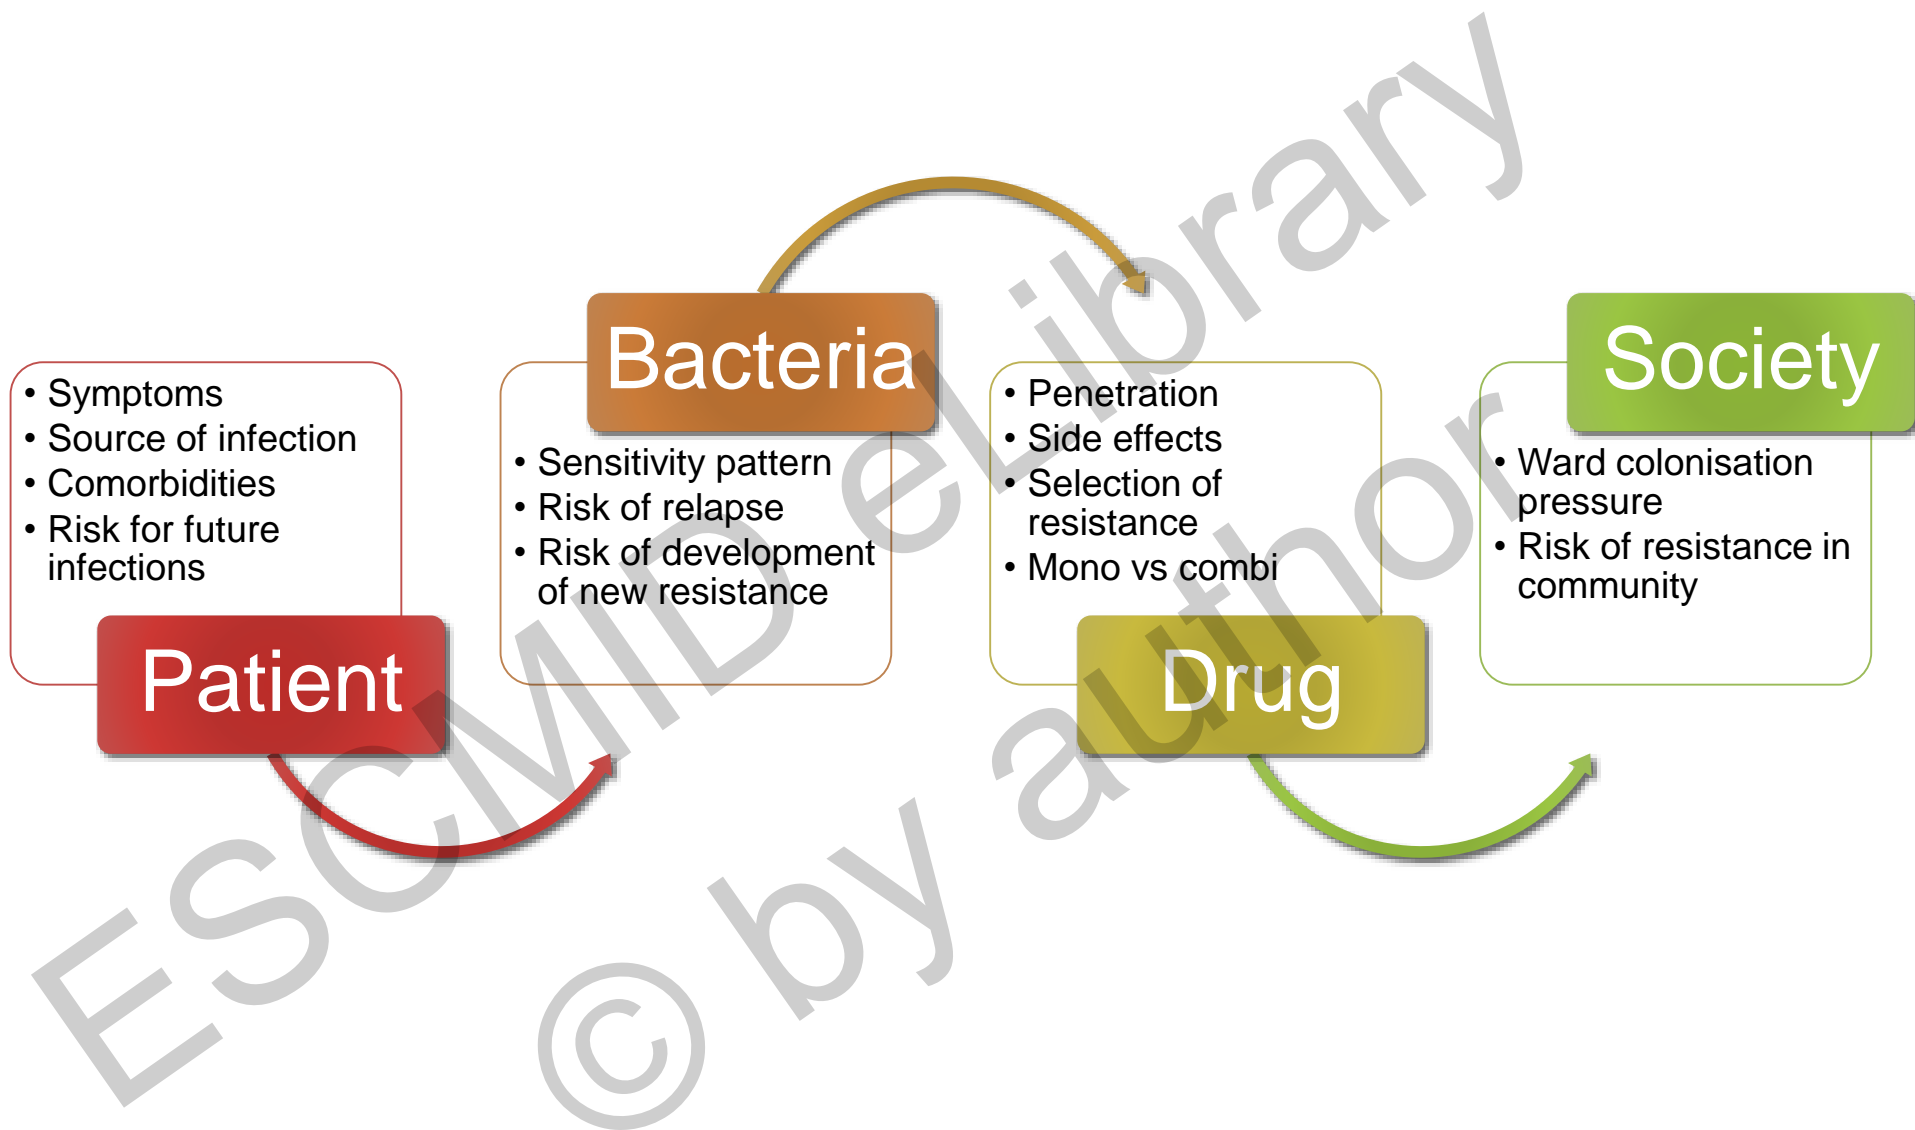 • Symptoms
• Source of infection
• Comorbidities
• Risk for future
infections
Patient
Bacteria
• Sensitivity pattern
• Risk of relapse
• Risk of development
of new resistance
• Penetration
• Side effects
• Selection of
resistance
• Mono vs combi
Drug
Society
• Ward colonisation
pressure
• Risk of resistance in
community
ESCMID eLibrary
© by author